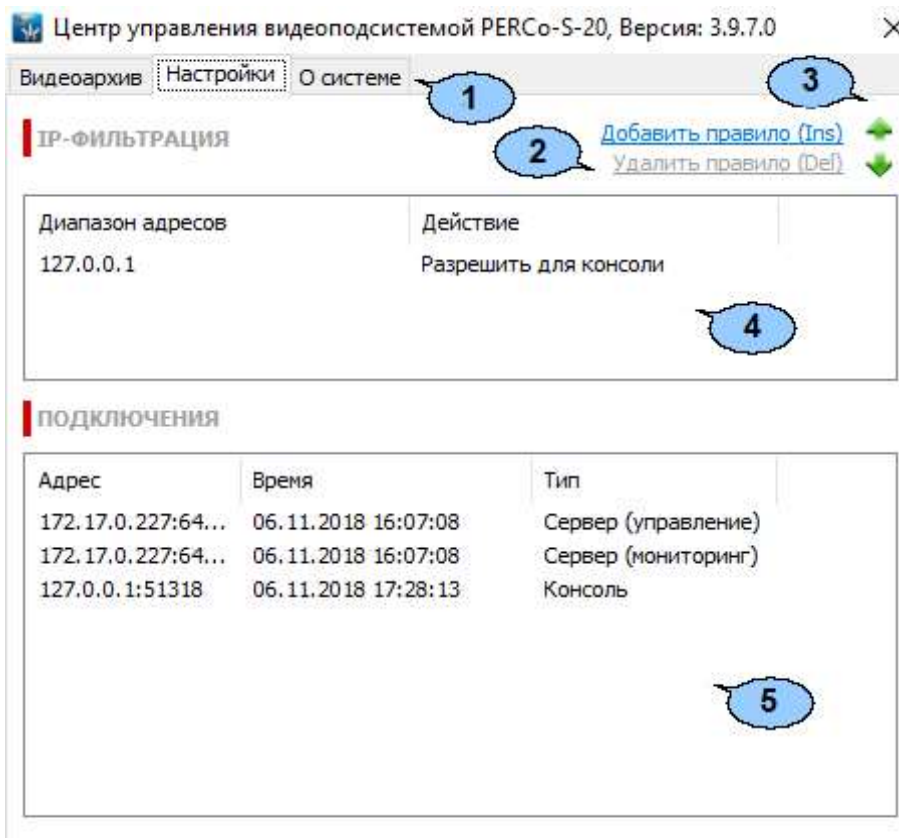 Центр управления видеоподсистемой PERCo-S-20, Версия: 3.9.7.0
Видеоархив Настройки О системе
1
3
IP-ФИЛЬТРАЦИЯ
2
Добавить правило (Ins)
Удалить правило (Del)
Диапазон адресов Действие
127.0.0.1 Разрешить для консоли
4
ПОДКЛЮЧЕНИЯ
Адрес Время Тип
172.17.0.227:64... 06.11.2018 16:07:08 Сервер (управление)
172.17.0.227:64... 06.11.2018 16:07:08 Сервер (мониторинг)
127.0.0.1:51318 06.11.2018 17:28:13 Консоль
5